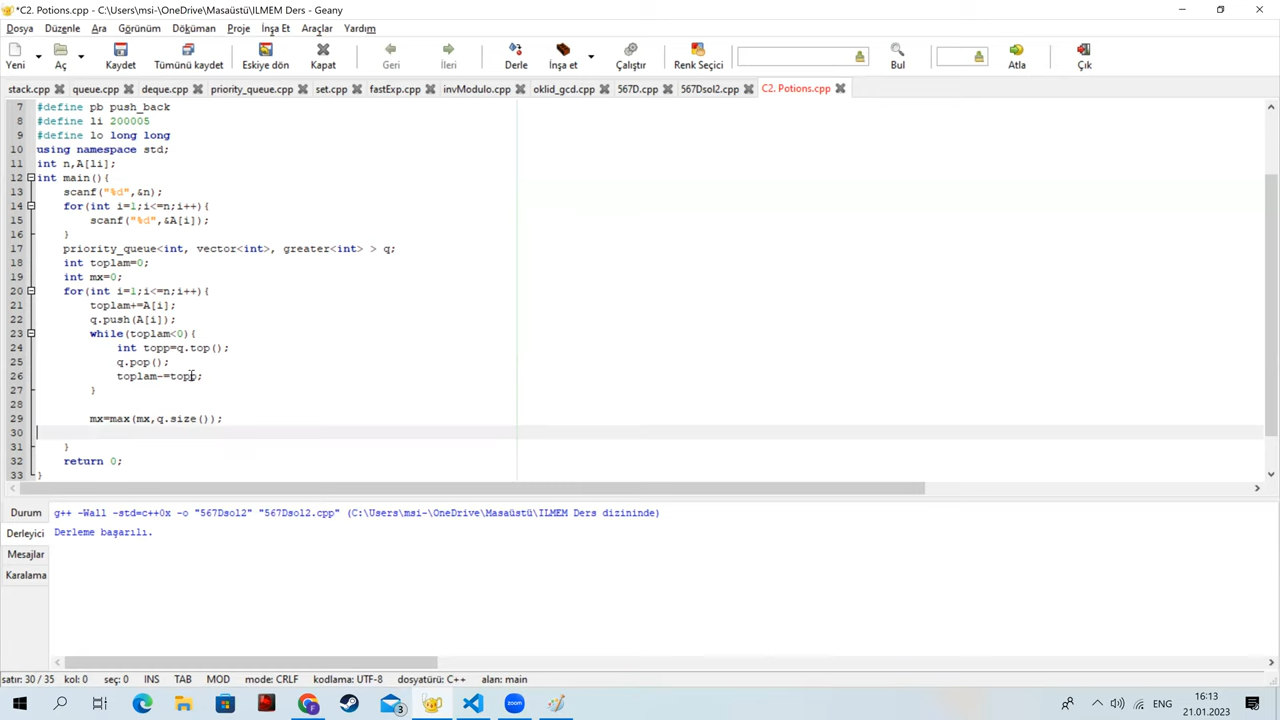 *C2. Potions.cpp - C:\Users\msi-\OneDrive\Masaüstü\ILMEM Ders - Geany
Dosya Düzenle Ara Görünüm Döküman Proje İnşa Et Araçlar Yardım
Yeni Aç Kaydet Tümünü kaydet Eskiye dön Kapat Geri İleri Derle İnşa et Çalıştır Renk Seçici Bul Atla Çık
stack.cpp queue.cpp deque.cpp priority_queue.cpp set.cpp fastExp.cpp invModulo.cpp oklid_gcd.cpp 567D.cpp 567Dsol2.cpp C2. Potions.cpp
7 #define pb push_back
8 #define li 200005
9 #define lo long long
10 using namespace std;
11 int n,A[li];
12 int main(){
13 scanf("%d",&n);
14 for(int i=1;i<=n;i++){
15 scanf("%d",&A[i]);
16 }
17 priority_queue<int, vector<int>, greater<int> > q;
18 int toplam=0;
19 int mx=0;
20 for(int i=1;i<=n;i++){
21 toplam+=A[i];
22 q.push(A[i]);
23 while(toplam<0){
24 int topp=q.top();
25 q.pop();
26 toplam-=topp;
27 }
28
29 mx=max(mx,q.size());
30
31 }
32 return 0;
33 }
Durum g++ -Wall -std=c++0x -o "567Dsol2" "567Dsol2.cpp" (C:\Users\msi-\OneDrive\Masaüstü\ILMEM Ders dizininde)
Derleyici Derleme başarılı.
Mesajlar
Karalama
satır: 30 / 35 kol: 0 seç: 0 INS TAB MOD mode: CRLF kodlama: UTF-8 dosyatürü: C++ alan: main
3 zoom F ENG 16:13
21.01.2023